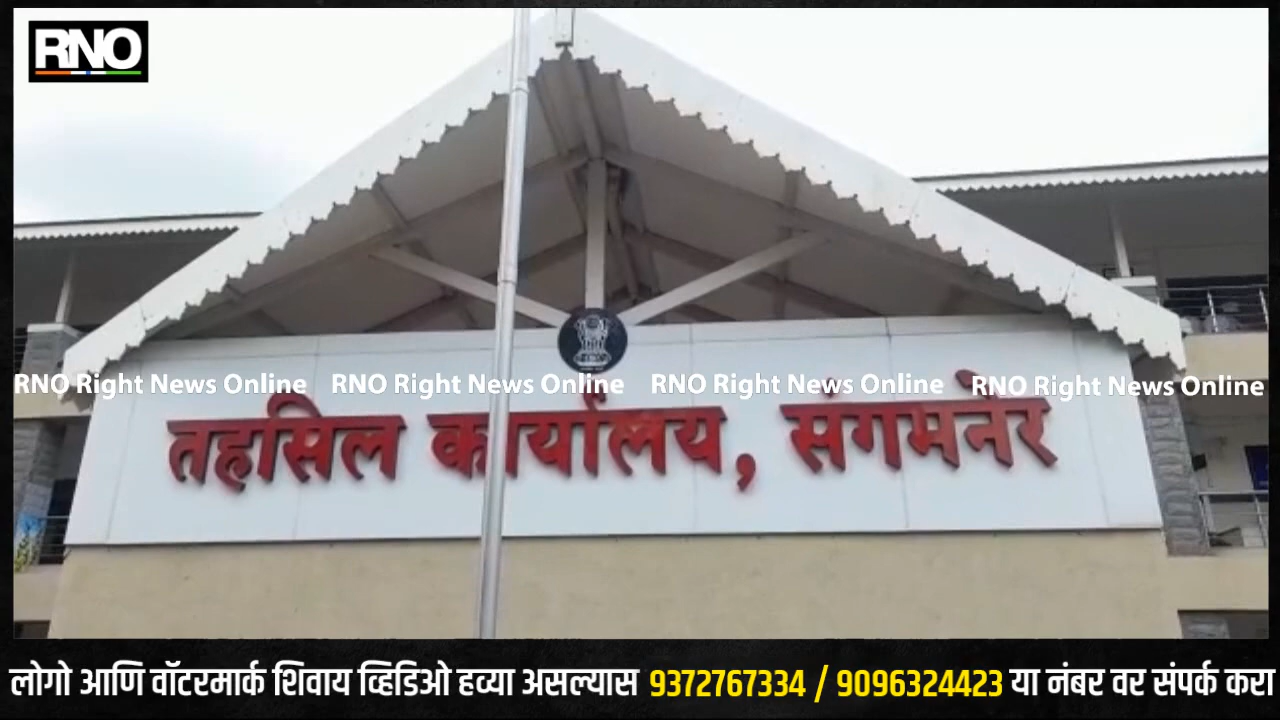 RNO
RNO Right News Online RNO Right News Online RNO Right News Online RNO Right News Online
तहसिल कार्यालय, संगमनेर
लोगो आणि वॉटरमार्क शिवाय व्हिडिओ हव्या असल्यास 9372767334 / 9096324423 या नंबर वर संपर्क करा